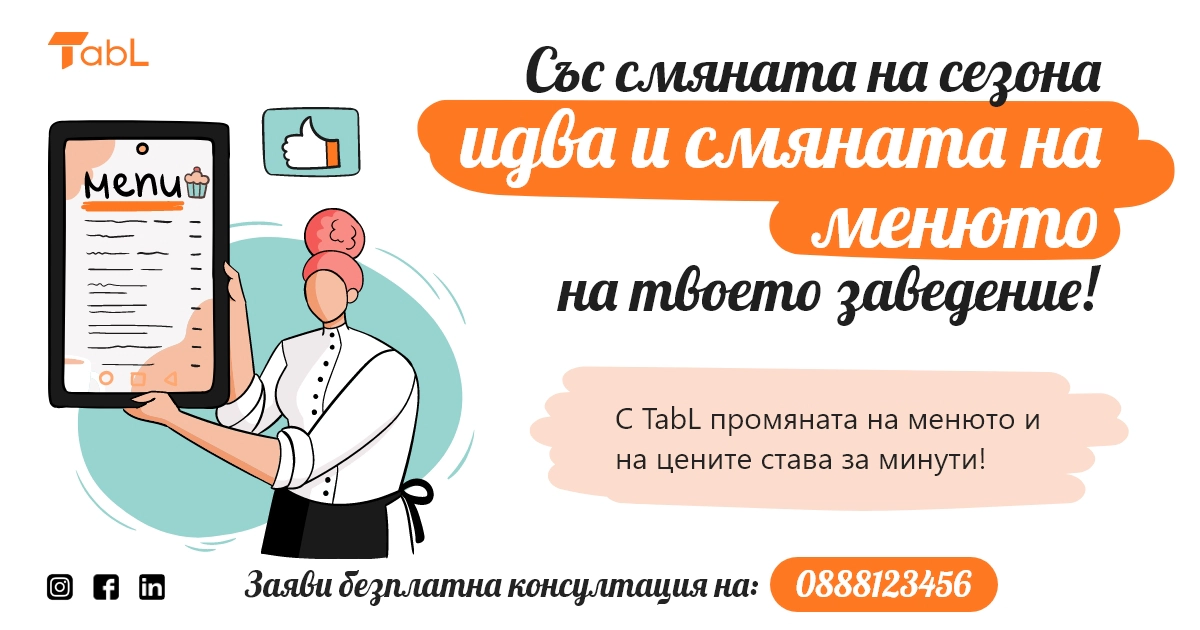 TabL
Със смяната на сезона
идва и смяната на
менюто
на твоето заведение!
Menu
С TabL промяната на менюто и
на цените става за минути!
Заяви безплатна консултация на: 0888123456